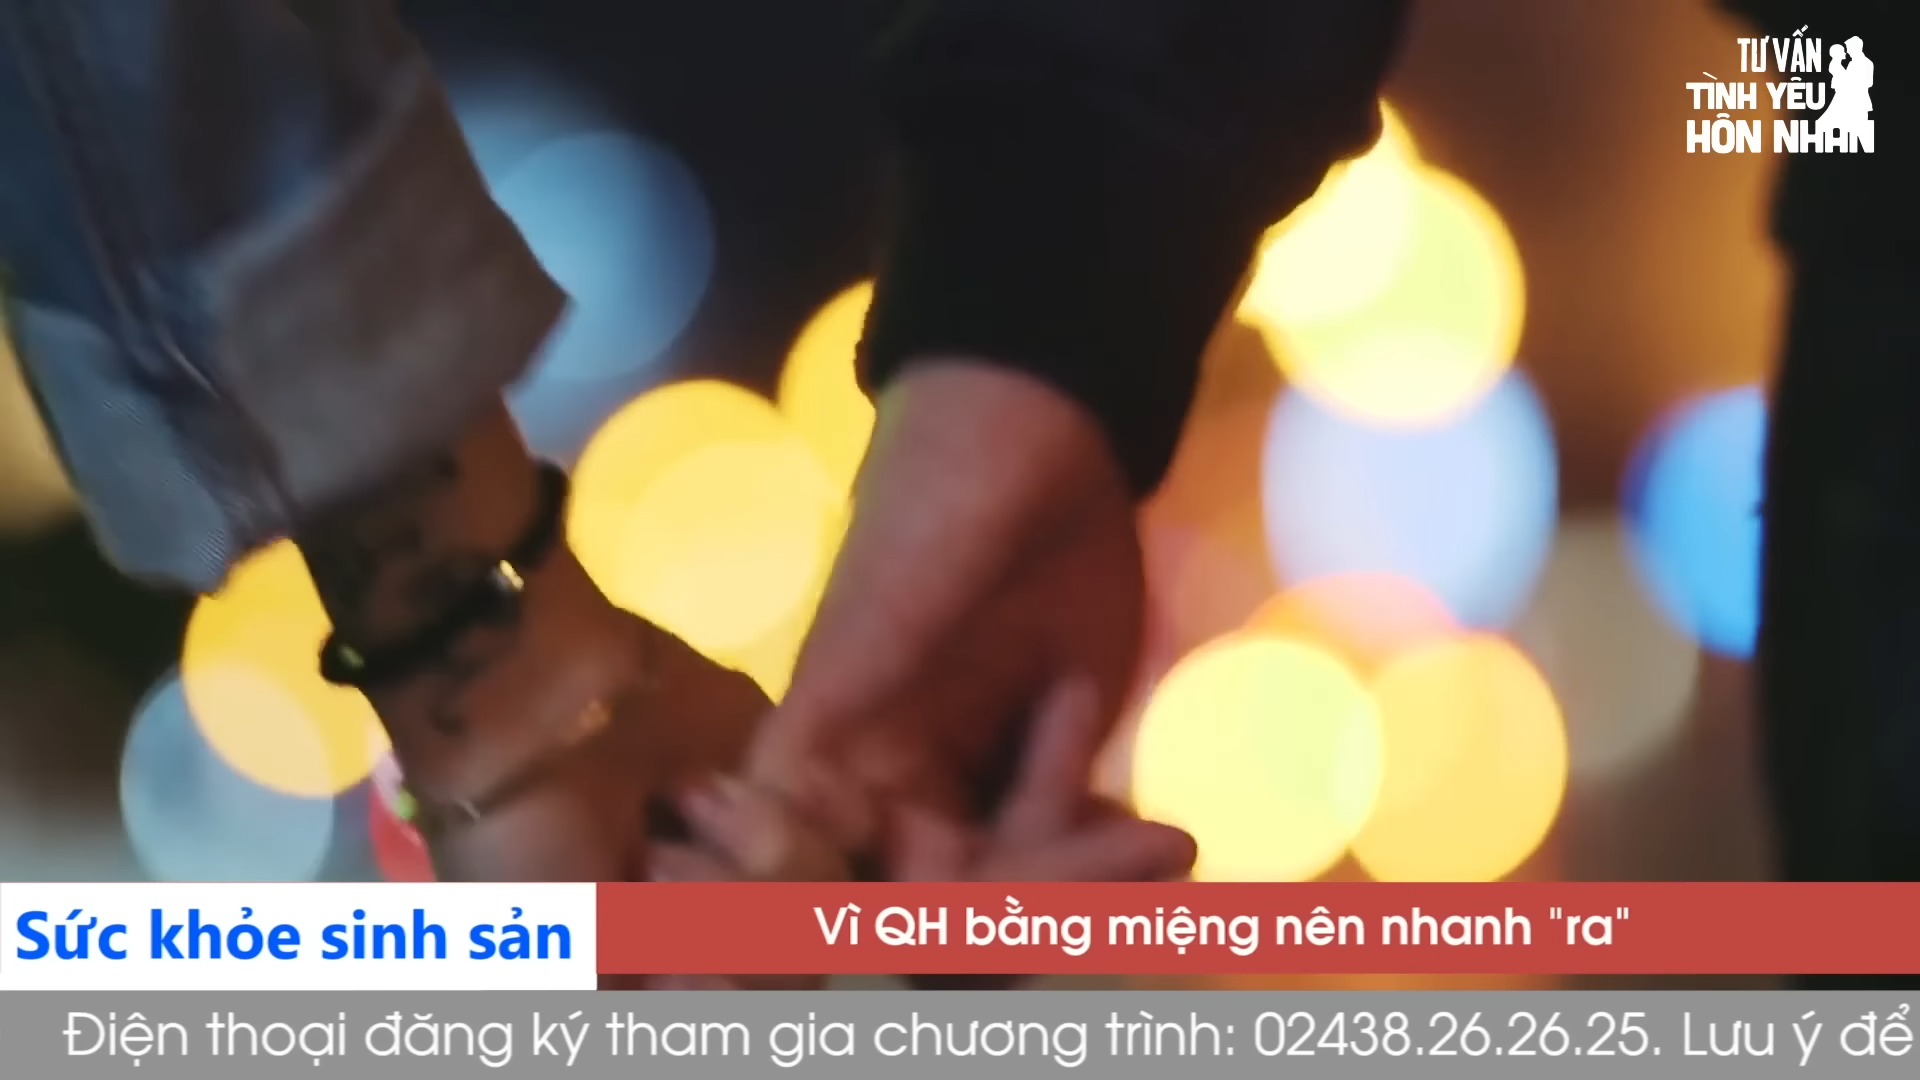 TƯ VẤN
TÌNH YÊU
HÔN NHÂN
Sức khỏe sinh sản
Vì QH bằng miệng nên nhanh "ra"
Điện thoại đăng ký tham gia chương trình: 02438.26.26.25. Lưu ý để